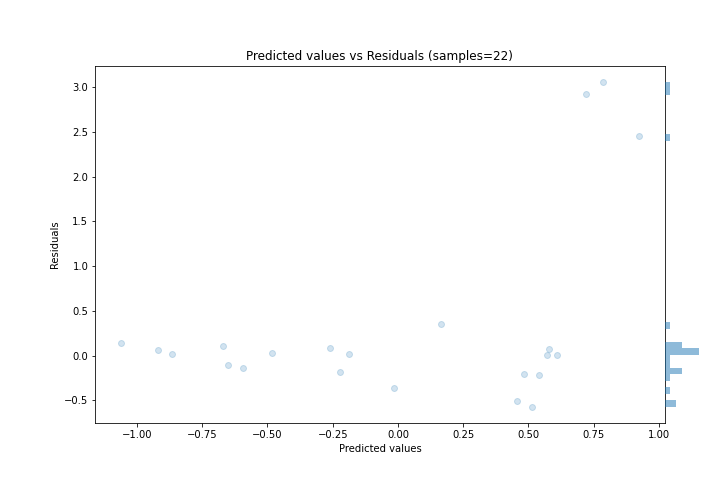 Predicted values vs Residuals (samples=22)
3.0
2.5
2.0
1.5
1.0
0.5
0.0
−0.5
Residuals
−1.00 −0.75 −0.50 −0.25 0.00 0.25 0.50 0.75 1.00
Predicted values